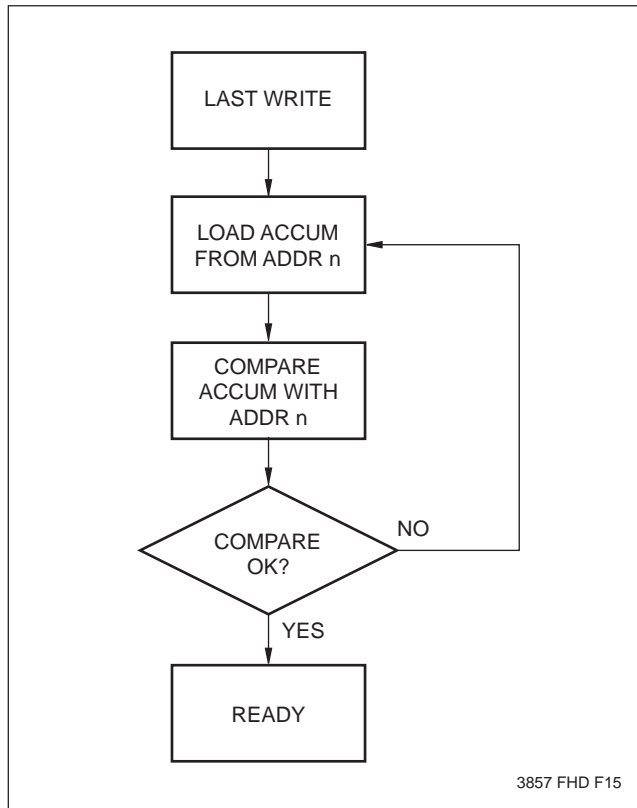 LAST WRITE
LOAD ACCUM
FROM ADDR n
COMPARE
ACCUM WITH
ADDR n
COMPARE
OK?
NO
YES
READY
3857 FHD F15